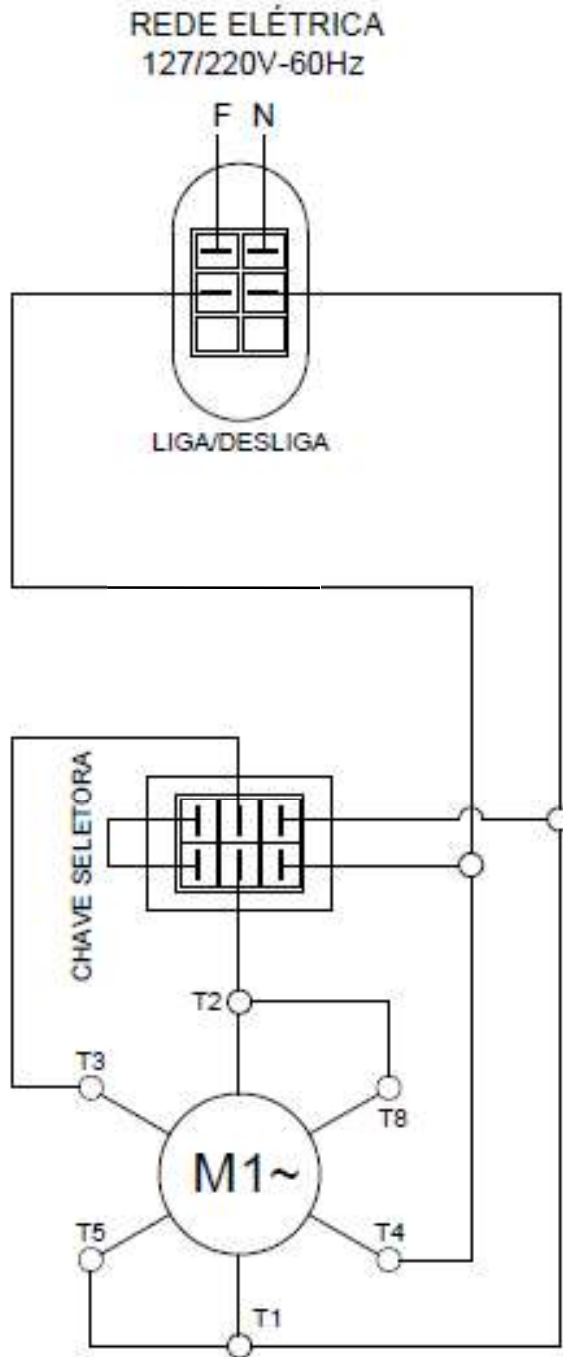 REDE ELÉTRICA
127/220V-60Hz
F N
LIGA/DESLIGA
CHAVE SELETORA
T2
T3
T8
M1~
T5
T4
T1